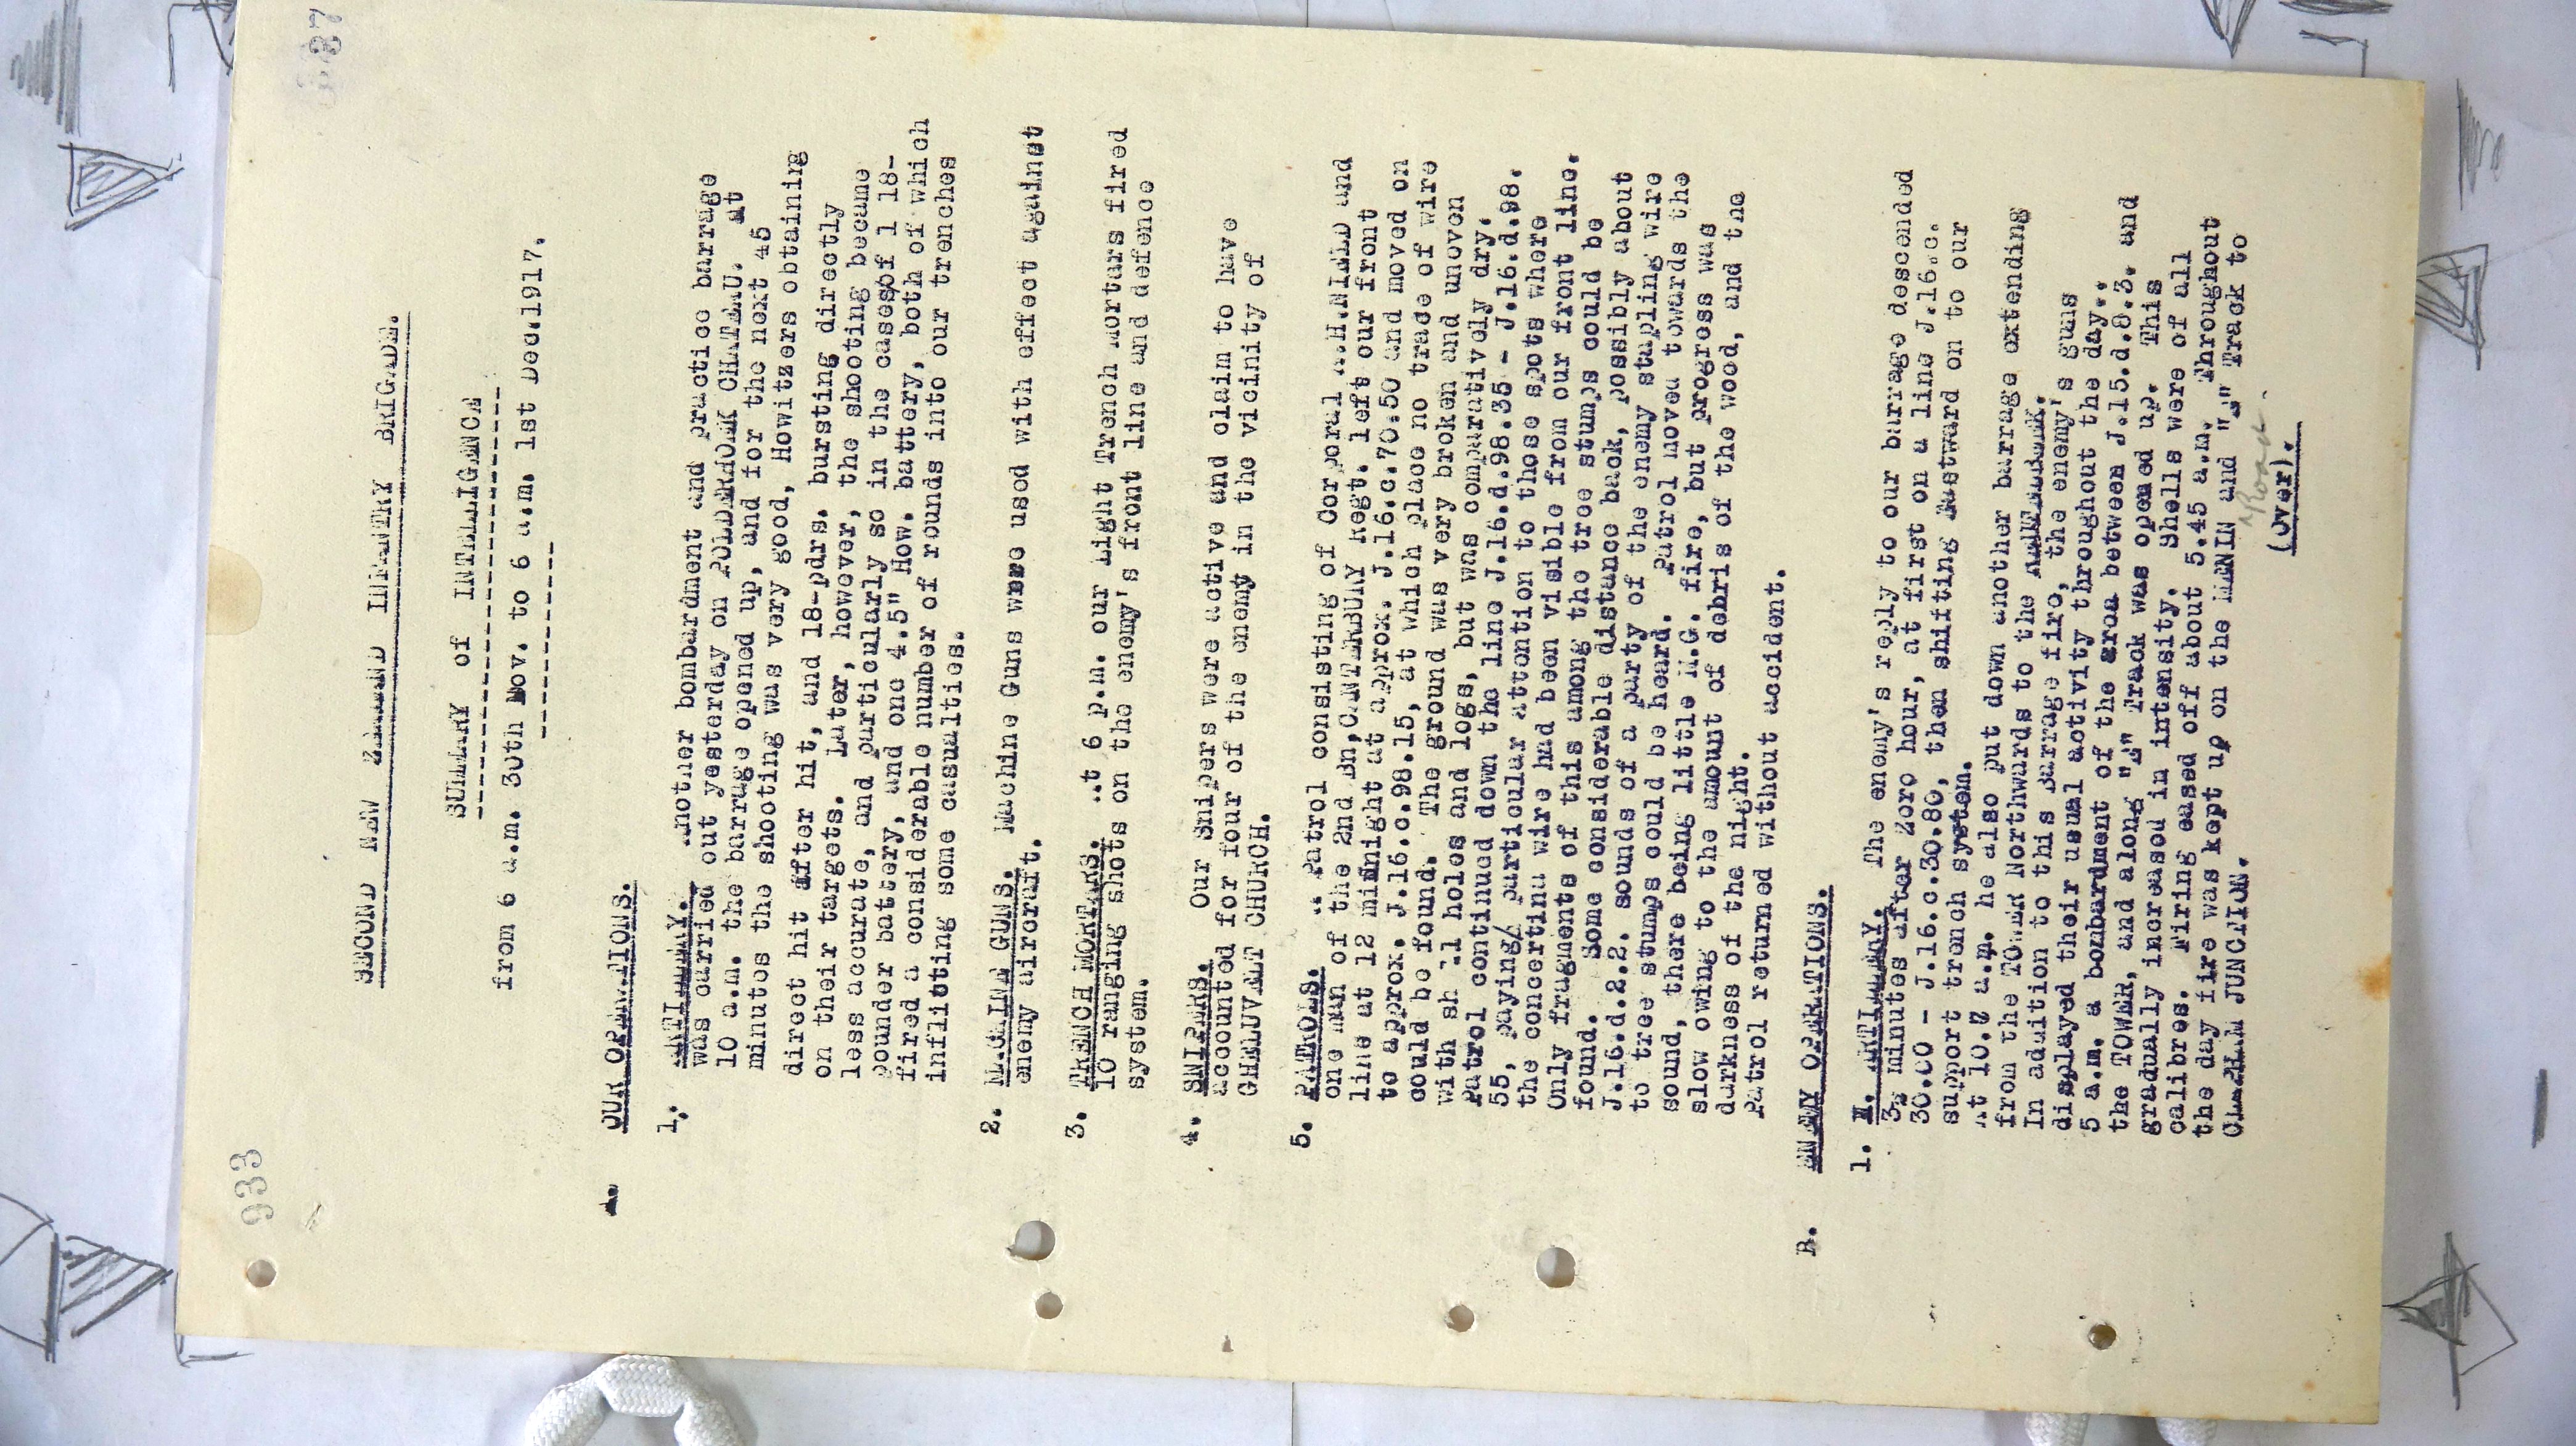 933
887
SECOND NEW ZEALAND INFANTRY BRIGADE.
SUMMARY of INTELLIGENCE
from 6 a.m. 30th Nov. to 6 a.m. 1st Dec.1917.
A. OUR OPERATIONS.
1. ARTILLERY. Another bombardment and practice barrage
was carried out yesterday on POLDERHOEK CHATEAU. At
10 a.m. the barrage opened up, and for the next 45
minutes the shooting was very good, Howitzers obtaining
direct hit after hit, and 18-pdrs. bursting directly
on their targets. Later, however, the shooting became
less accurate, and particularly so in the cases/of 1 18-
pounder battery, and one 4.5" How. battery, both of which
fired a considerable number of rounds into our trenches
inflicting some casualties.
2. MACHINE GUNS. Machine Guns were used with effect against
enemy aircraft.
3. TRENCH MORTARS. At 6 p.m. our Light Trench Mortars fired
10 ranging shots on the enemy's front line and defence
system.
4. SNIPERS. Our Snipers were active and claim to have
accounted for four of the enemy in the vicinity of
GHELUVELT CHURCH.
5. PATROLS. A Patrol consisting of Corporal H.NIELD and
one man of the 2nd Bn,CANTERBURY Regt. left our front
line at 12 midnight at approx. J.16.c.70.50 and moved on
to approx. J.16.c.98.15, at which place no trace of wire
could be found. The ground was very broken and uneven
with shell holes and logs, but was comparatively dry.
Patrol continued down the line J.16.d.98.35 - J.16.d.98.
55, paying/ particular attention to those spots where
the concertina wire had been visible from our front line.
Only fragments of this among the tree stumps could be
found. Some considerable distance back, possibly about
J.16.d.2.2. sounds of a party of the enemy stapling wire
to tree stumps could be heard. Patrol moved towards the
sound, there being little M.G. fire, but progress was
slow owing to the amount of debris of the wood, and the
darkness of the night.
Patrol returned without accident.
B. ENEMY OPERATIONS.
1. E. ARTILLERY. The enemy's reply to our barrage descended
3½ minutes after Zero hour, at first on a line J.16.c.
30.00 - J.16.c.30.80, then shifting Eastward on to our
support trench system.
At 10.7 a.m. he also put down another barrage extending
from the TOWER Northwards to the
In addition to this Barrage fire, the enemy's guns
displayed their usual activity throughout the day..
5 a.m. a bombardment of the area between J.15.d.8.3. and
the TOWER, and along "E" Track was opened up. This
gradually increased in intensity. Shells were of all
calibres. Firing eased off about 5.45 a.m. Throughout
the day fire was kept up on the MENIN and "E" Track to
Road
CLAPHAM JUNCTION.
(Over).